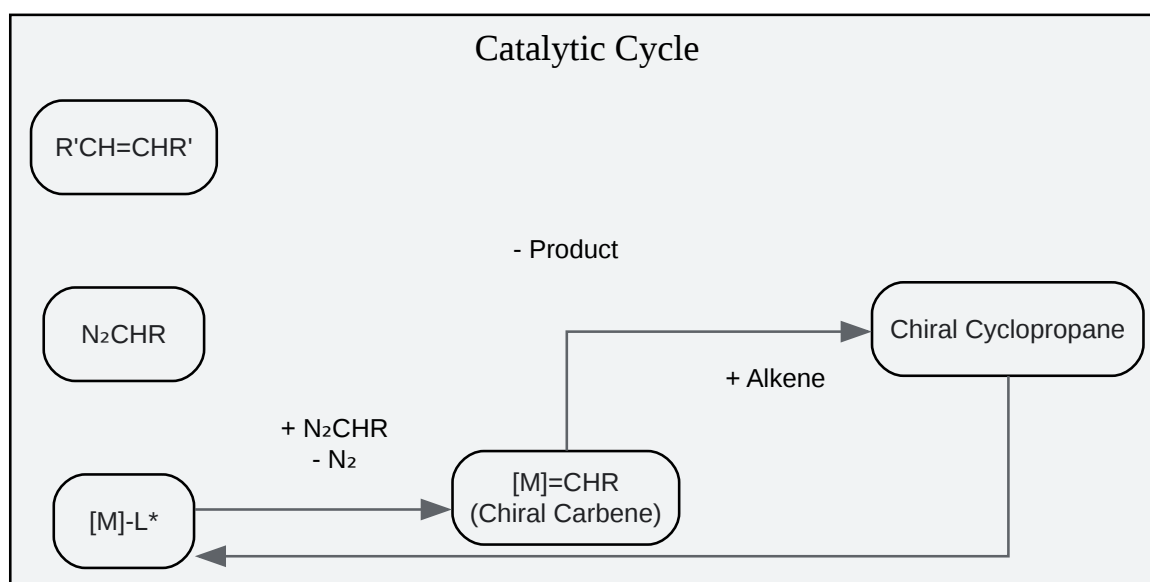 Catalytic Cycle
R'CH=CHR'
- Product
N₂CHR
Chiral Cyclopropane
+ Alkene
+ N₂CHR
- N₂
[M]=CHR
(Chiral Carbene)
[M]-L*